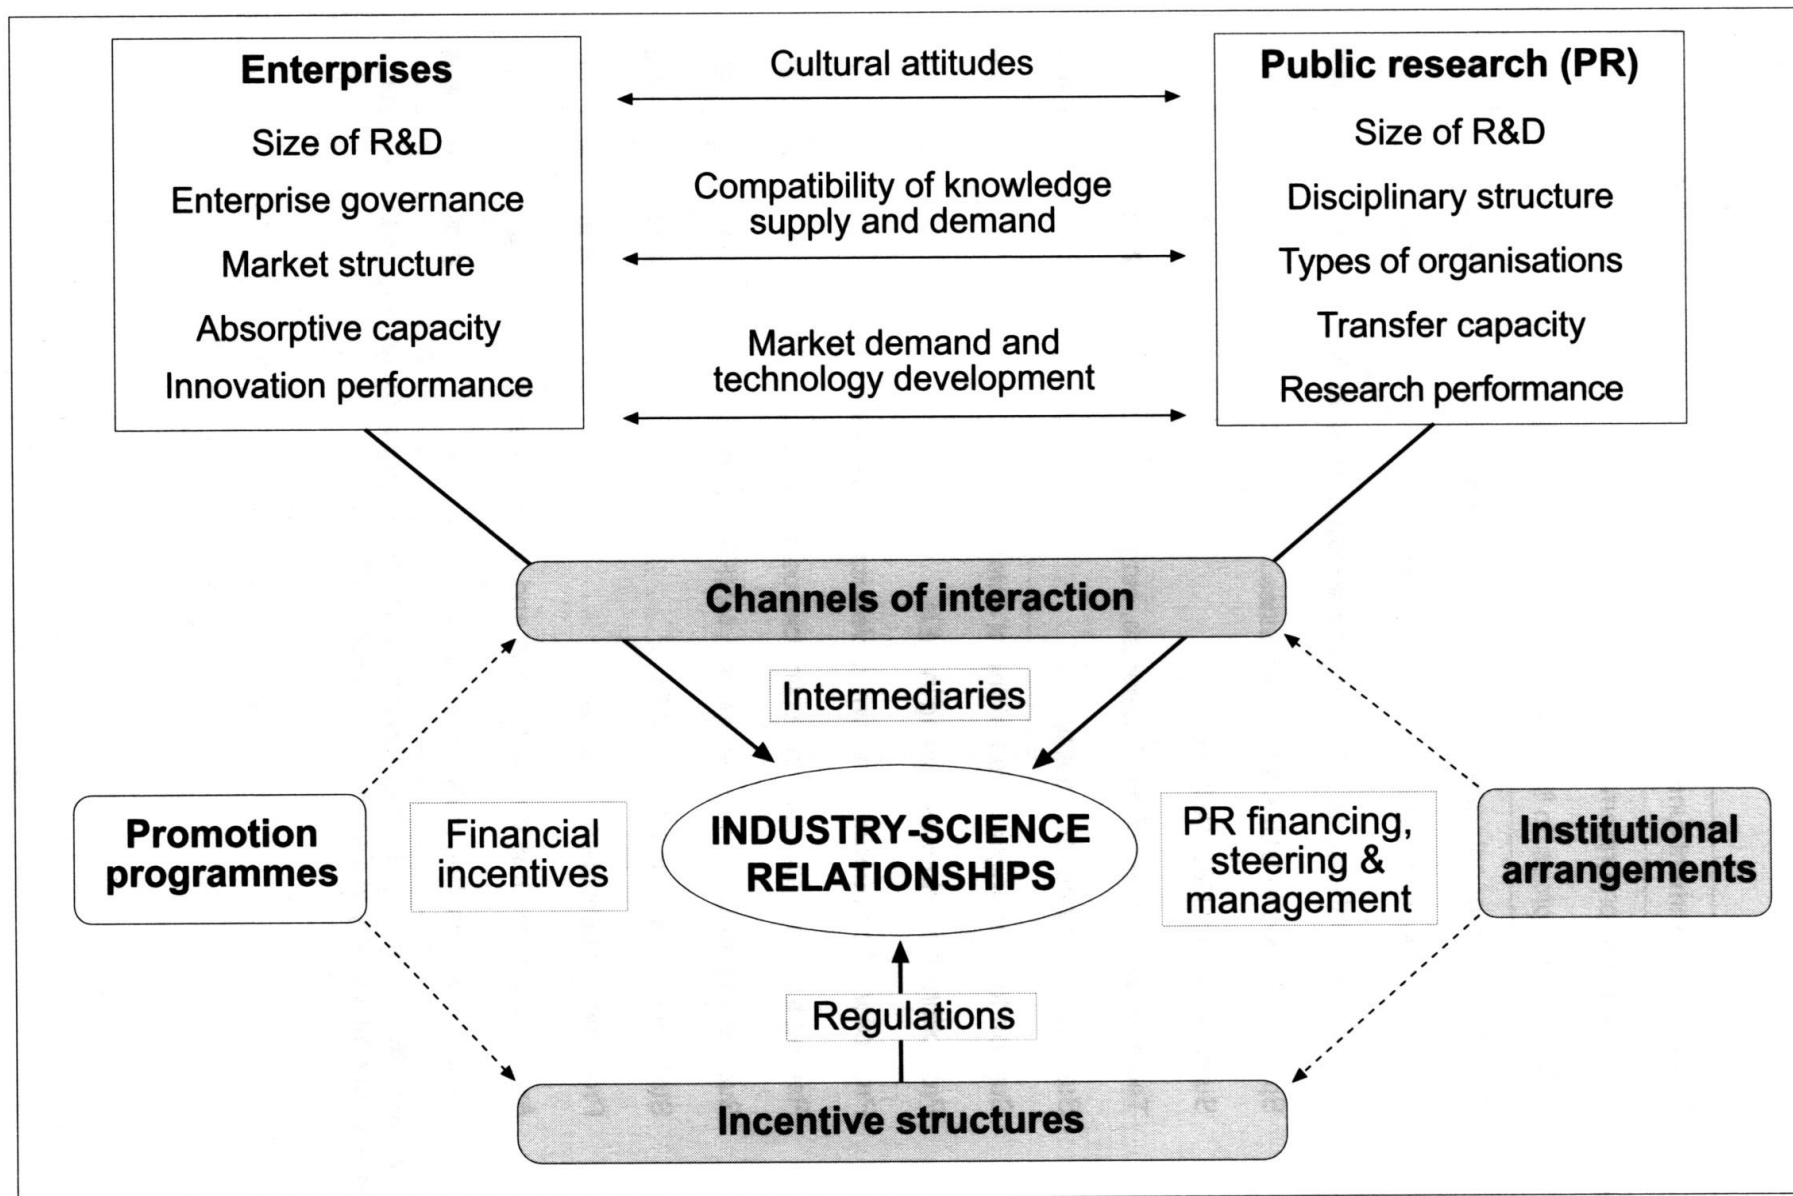 Enterprises
Size of R&D
Enterprise governance
Market structure
Absorptive capacity
Innovation performance
Cultural attitudes
Compatibility of knowledge
supply and demand
Market demand and
technology development
Public research (PR)
Size of R&D
Disciplinary structure
Types of organisations
Transfer capacity
Research performance
Channels of interaction
Intermediaries
Promotion
programmes
Financial
incentives
INDUSTRY-SCIENCE
RELATIONSHIPS
PR financing,
steering &
management
Institutional
arrangements
Regulations
Incentive structures